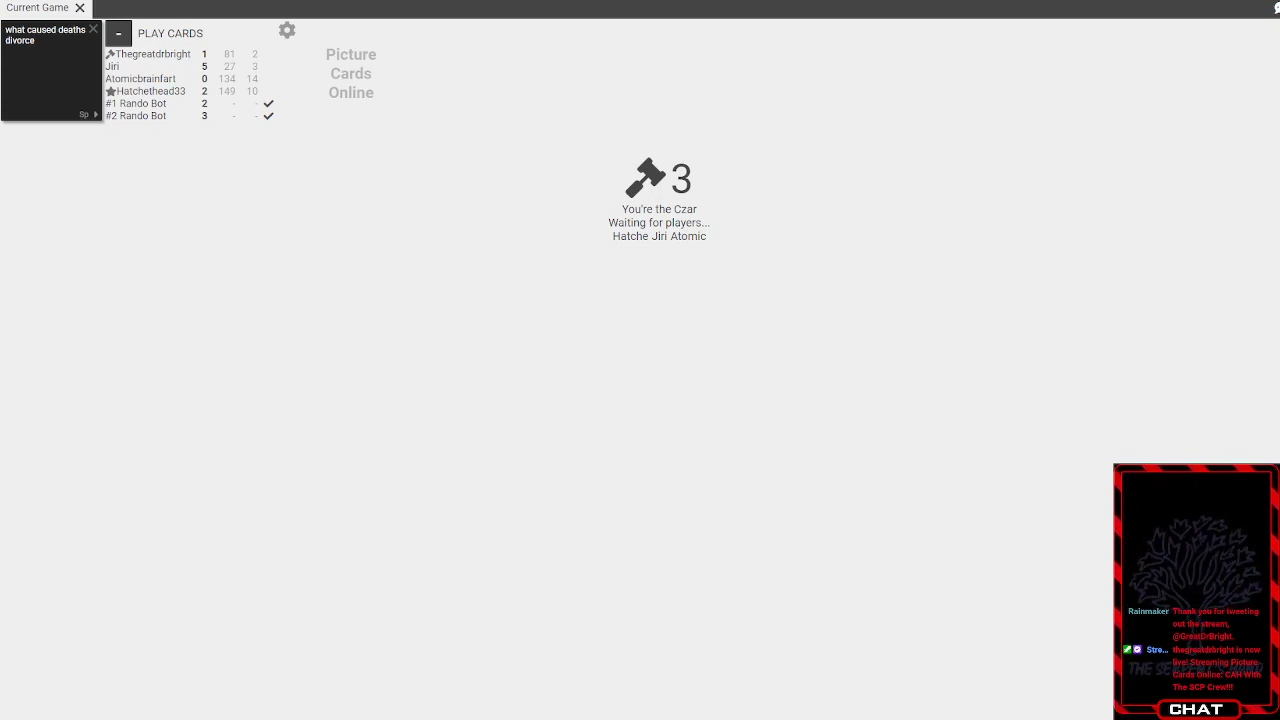 Current Game
what caused deaths
divorce
Sp
-
PLAY CARDS
Thegreatdrbright 1 81 2
Jiri 5 27 3
Atomicbrainfart 0 134 14
Hatchethead33 2 149 10
#1 Rando Bot 2 - -
#2 Rando Bot 3 - -
Picture
Cards
Online
3
You're the Czar
Waiting for players...
Hatche Jiri Atomic
Rainmaker Thank you for tweeting
out the stream,
@GreatDrBright.
Stre... thegreatdrbright is now
live! Streaming Picture
Cards Online: CAH With
The SCP Crew!!!
CHAT